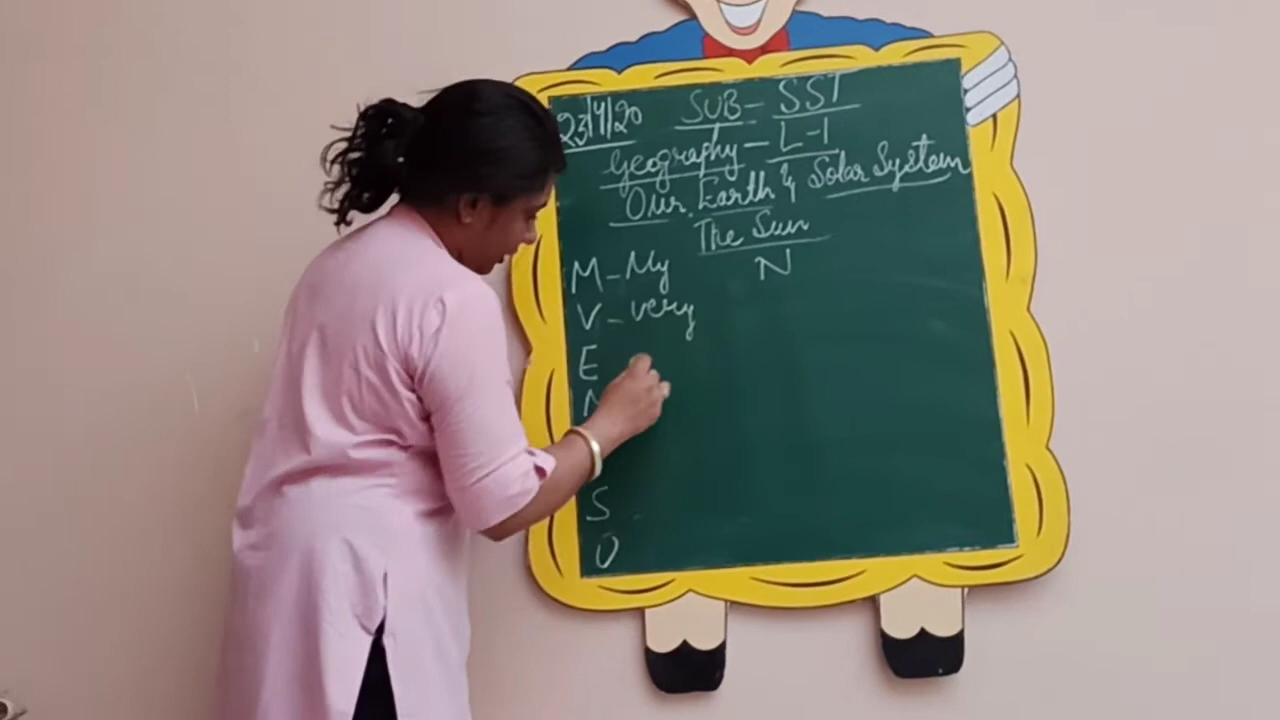 23/4/20 SUB - SST
Geography - L-1
Our Earth & Solar System
The Sun
M - My N
V - very
E
N
S
U